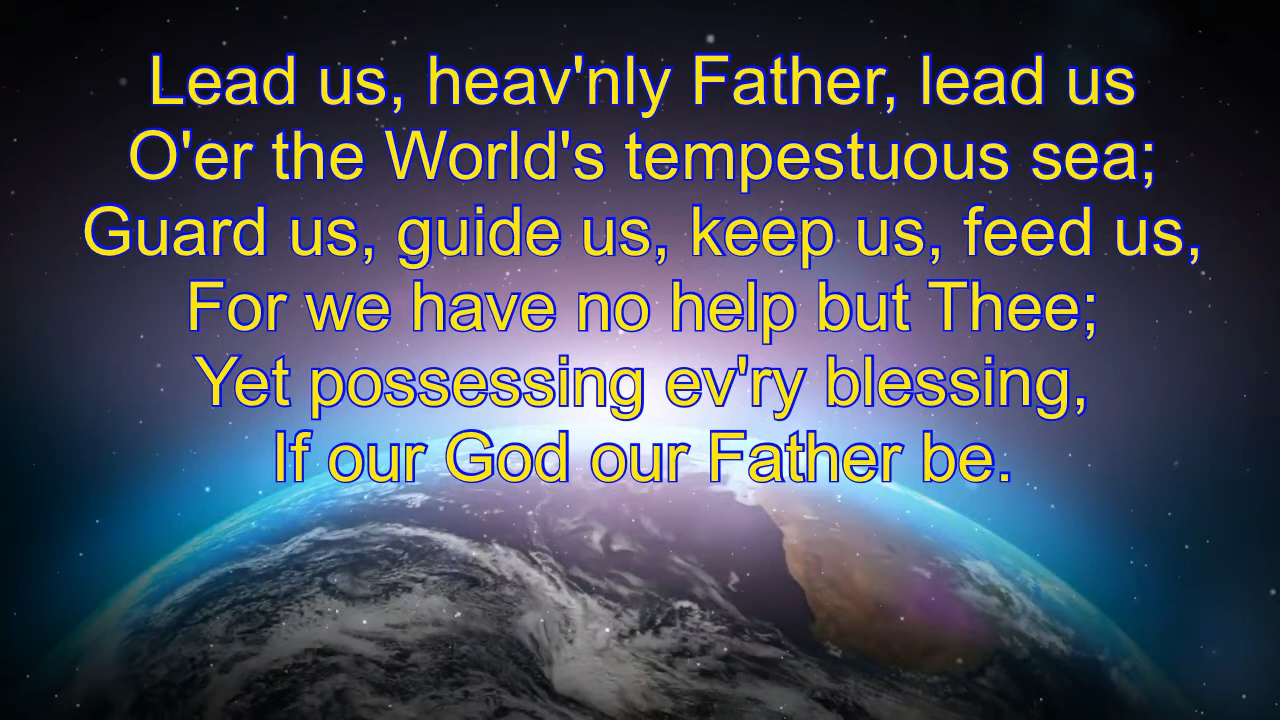 Lead us, heav'nly Father, lead us
O'er the World's tempestuous sea;
Guard us, guide us, keep us, feed us,
For we have no help but Thee;
Yet possessing ev'ry blessing,
If our God our Father be.